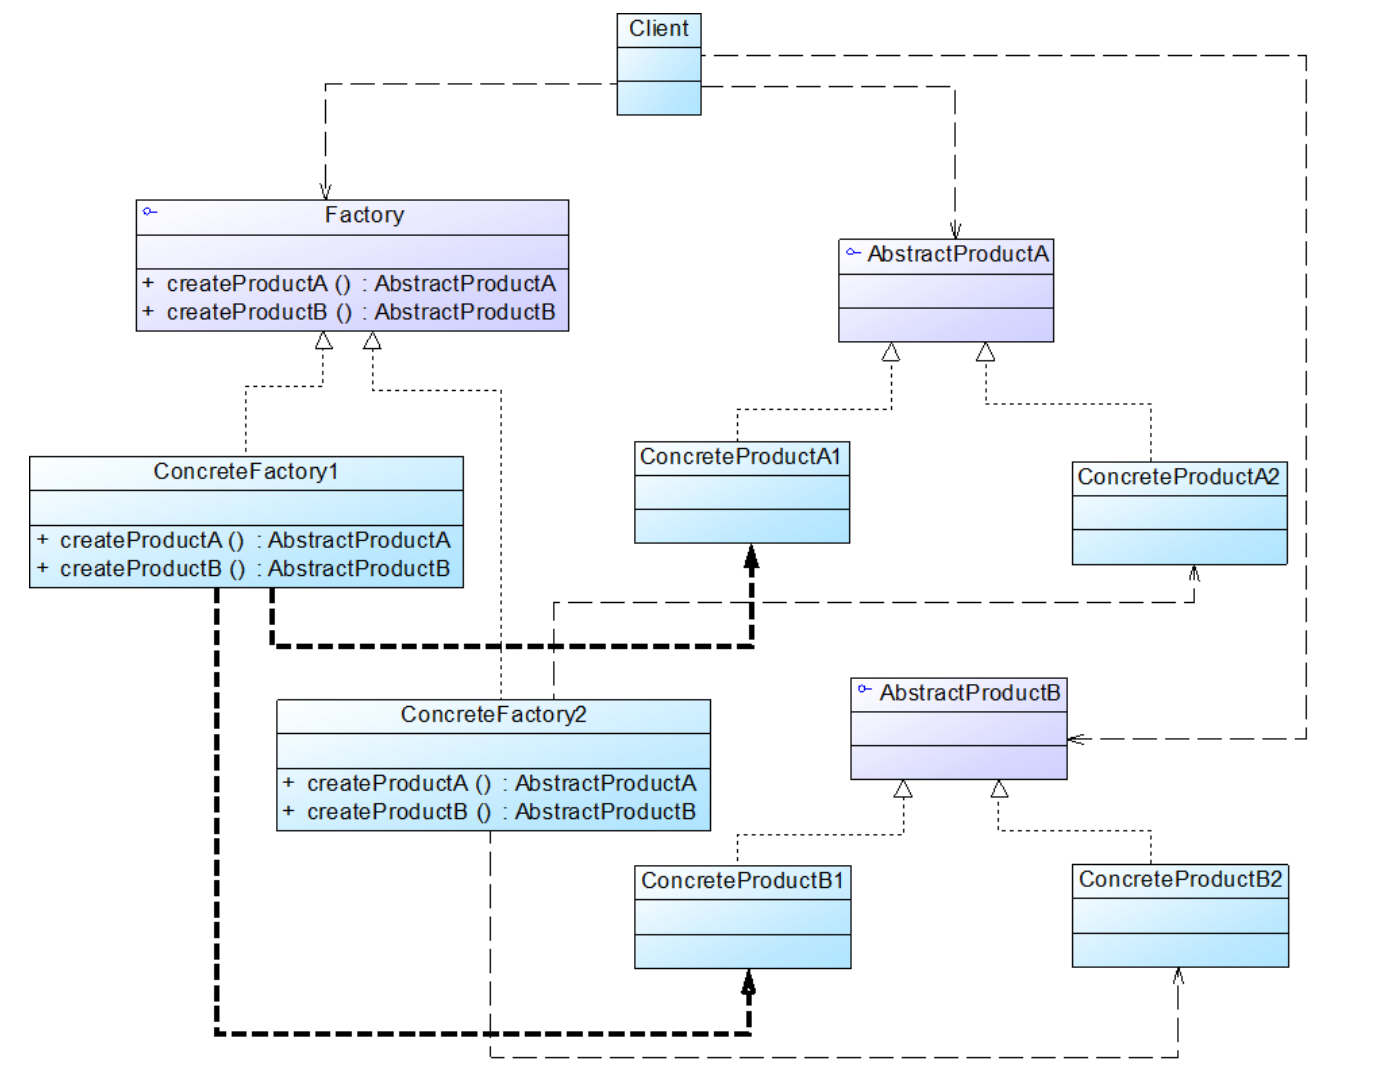 Client
Factory
+ createProductA () : AbstractProductA
+ createProductB () : AbstractProductB
AbstractProductA
ConcreteFactory1
+ createProductA () : AbstractProductA
+ createProductB () : AbstractProductB
ConcreteProductA1
ConcreteProductA2
ConcreteFactory2
+ createProductA () : AbstractProductA
+ createProductB () : AbstractProductB
AbstractProductB
ConcreteProductB1
ConcreteProductB2